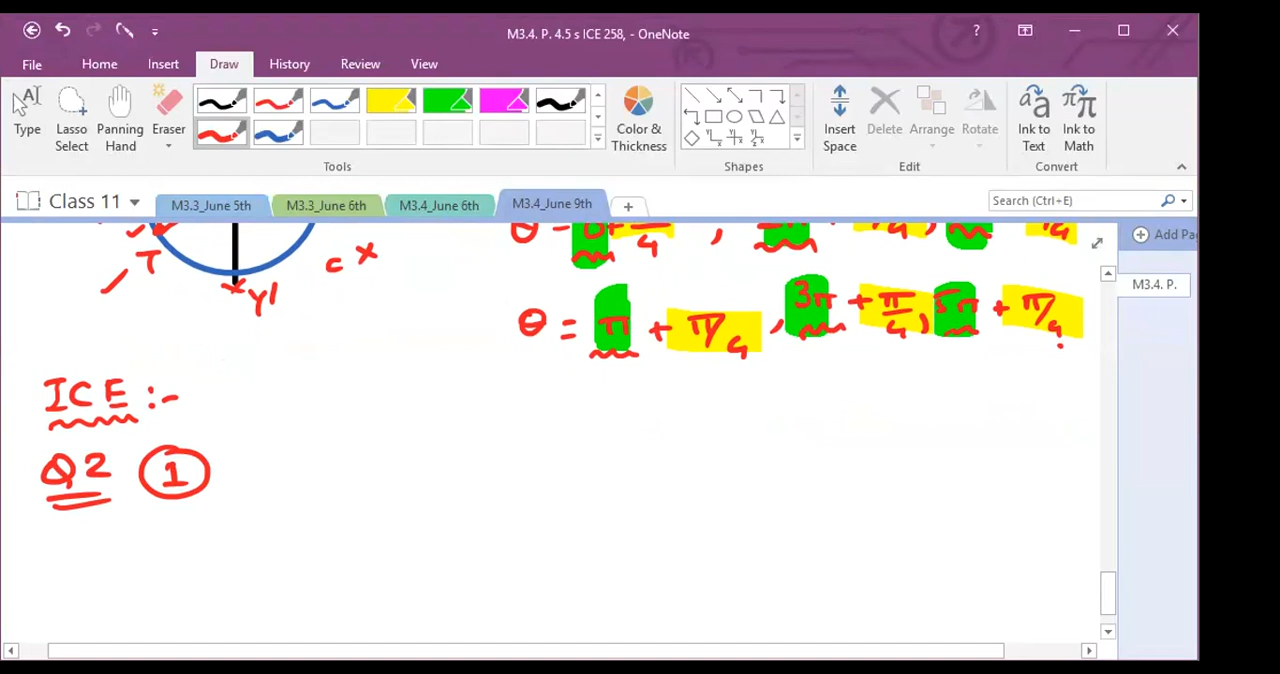 M3.4. P. 4.5 s ICE 258, - OneNote
?
File Home Insert Draw History Review View
Type Lasso Select Panning Hand Eraser Color & Thickness Insert Space Delete Arrange Rotate Ink to Text Ink to Math
Tools Shapes Edit Convert
Class 11 M3.3_June 5th M3.3_June 6th M3.4_June 6th M3.4_June 9th Search (Ctrl+E)
Add Pa
M3.4. P.
T
C x
y1
θ = π + π/4 , 3π + π/4 , 5π + π/4
ICE :-
Q2 1